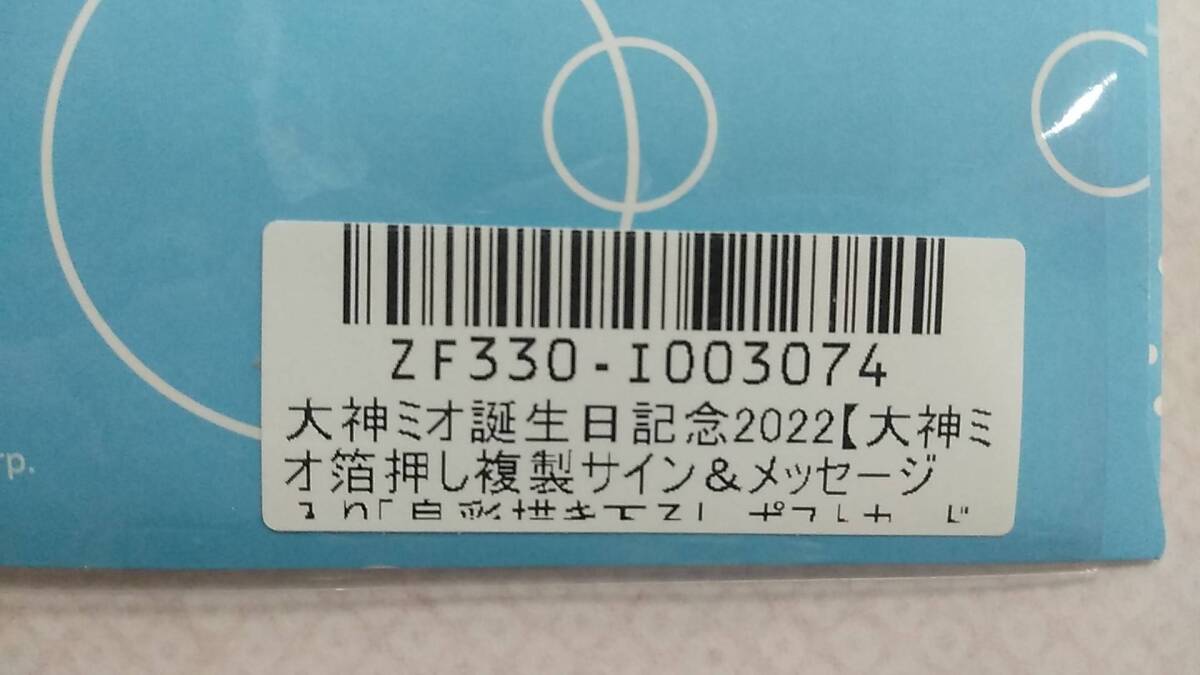 ZF330-I003074
大神ミオ誕生日記念2022【大神ミ
オ箔押し複製サイン&メッセージ
rp.